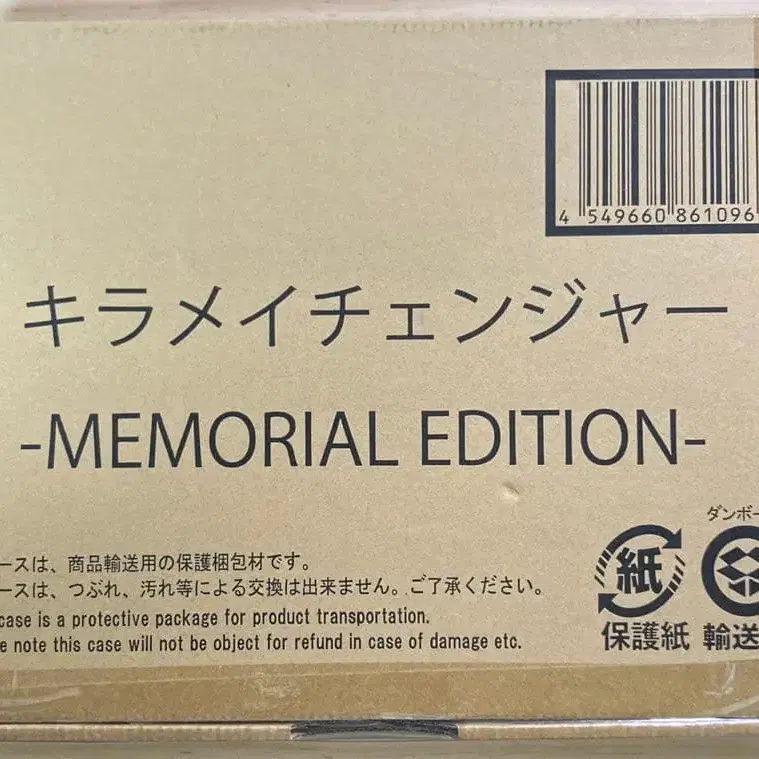 4 549660 861096
キラメイチェンジャー
-MEMORIAL EDITION-
ダンボー
ースは、商品輸送用の保護梱包材です。
ースは、つぶれ、汚れ等による交換は出来ません。ご了承ください。
case is a protective package for product transportation.
e note this case will not be object for refund in case of damage etc.
紙
保護紙 輸送